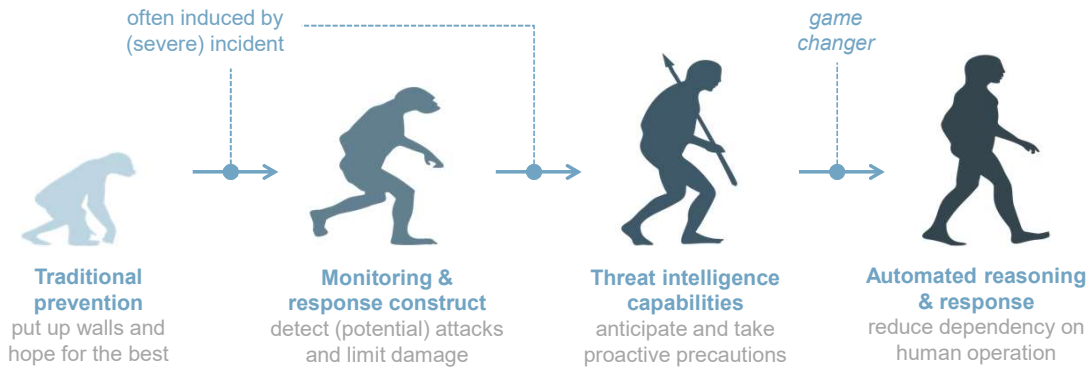 often induced by
(severe) incident
game
changer
Traditional
prevention
put up walls and
hope for the best
Monitoring &
response construct
detect (potential) attacks
and limit damage
Threat intelligence
capabilities
anticipate and take
proactive precautions
Automated reasoning
& response
reduce dependency on
human operation